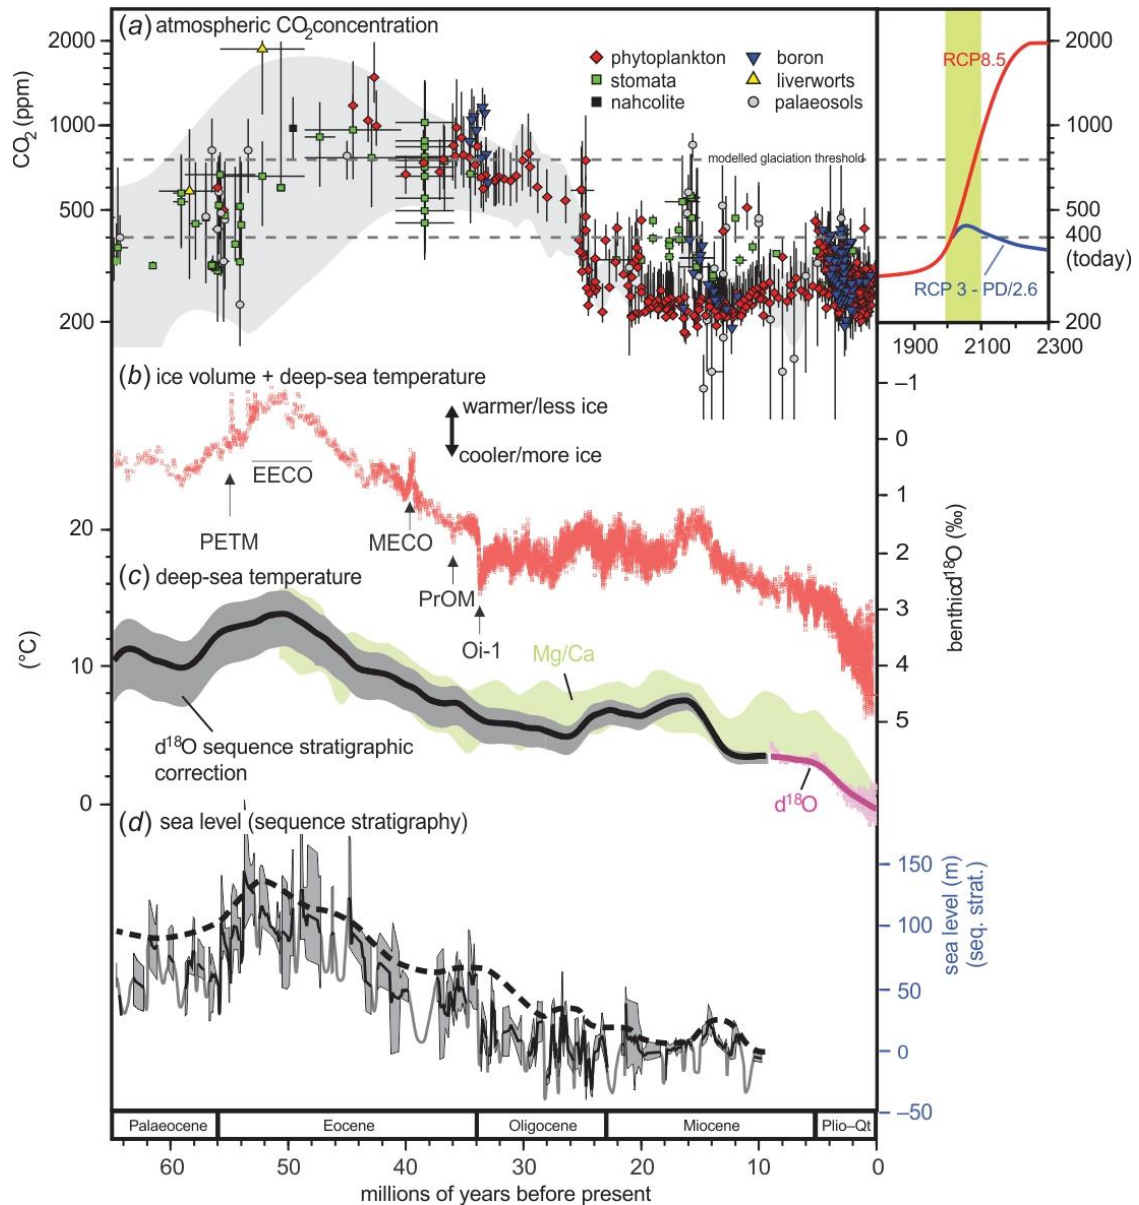 (a) atmospheric CO2concentration
2000
1000
500
200
CO2 (ppm)
phytoplankton
stomata
nahcolite
boron
liverworts
palaeosols
modelled glaciation threshold
RCP8.5
RCP 3 - PD/2.6
2000
1000
500
400
(today)
200
1900
2100
2300
(b) ice volume + deep-sea temperature
warmer/less ice
cooler/more ice
PETM
EECO
MECO
PrOM
Oi-1
–1
0
1
2
3
4
5
benthicd18O (‰)
(c) deep-sea temperature
20
10
0
(°C)
Mg/Ca
d18O sequence stratigraphic
correction
d18O
(d) sea level (sequence stratigraphy)
150
100
50
0
–50
sea level (m)
(seq. strat.)
Palaeocene
Eocene
Oligocene
Miocene
Plio–Qt
60
50
40
30
20
10
0
millions of years before present